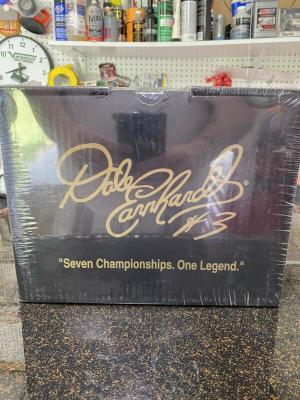 Dale
Earnhardt
#3
"Seven Championships. One Legend."